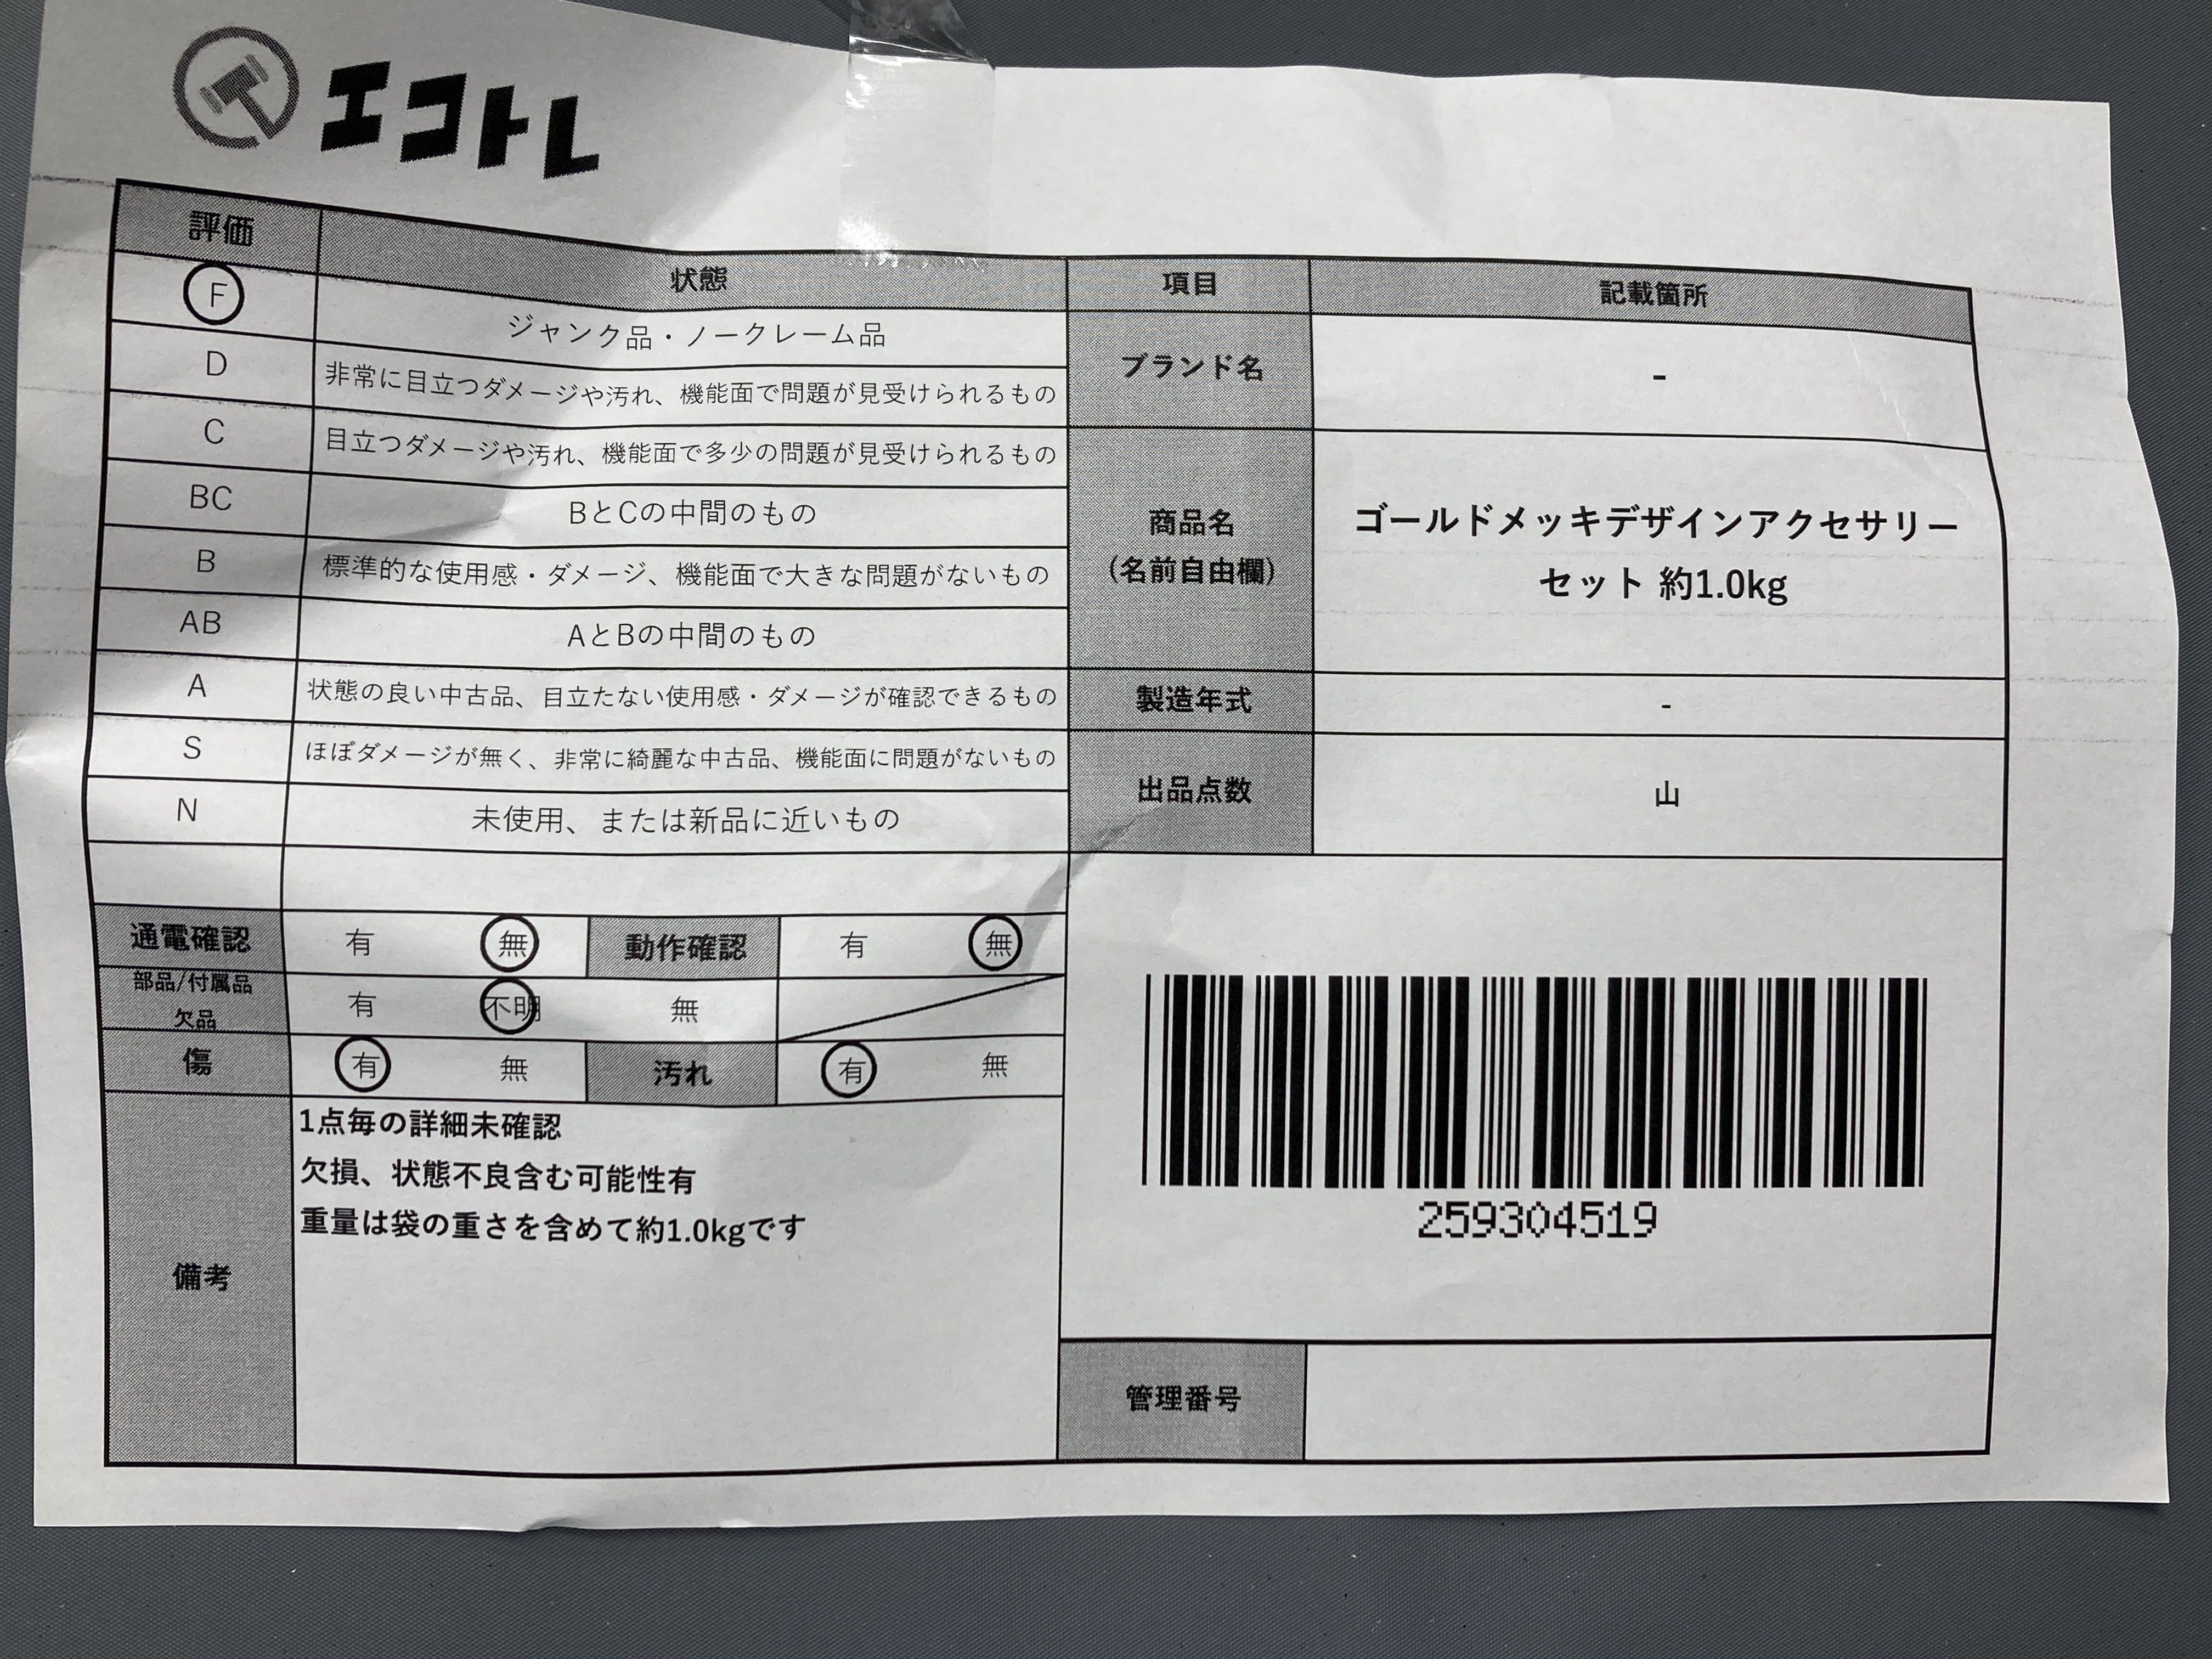 エコトレ
評価 状態 項目 記載箇所
F ジャンク品・ノークレーム品
D 非常に目立つダメージや汚れ、機能面で問題が見受けられるもの
C 目立つダメージや汚れ、機能面で多少の問題が見受けられるもの
BC BとCの中間のもの
B 標準的な使用感・ダメージ、機能面で大きな問題がないもの
AB AとBの中間のもの
A 状態の良い中古品、目立たない使用感・ダメージが確認できるもの
S ほぼダメージが無く、非常に綺麗な中古品、機能面に問題がないもの
N 未使用、または新品に近いもの
ブランド名 -
商品名
(名前自由欄)
ゴールドメッキデザインアクセサリー
セット 約1.0kg
製造年式 -
出品点数 山
通電確認 有 無 動作確認 有 無
部品/付属品
欠品
有 不明 無
傷 有 無 汚れ 有 無
備考
1点毎の詳細未確認
欠損、状態不良含む可能性有
重量は袋の重さを含めて約1.0kgです
259304519
管理番号